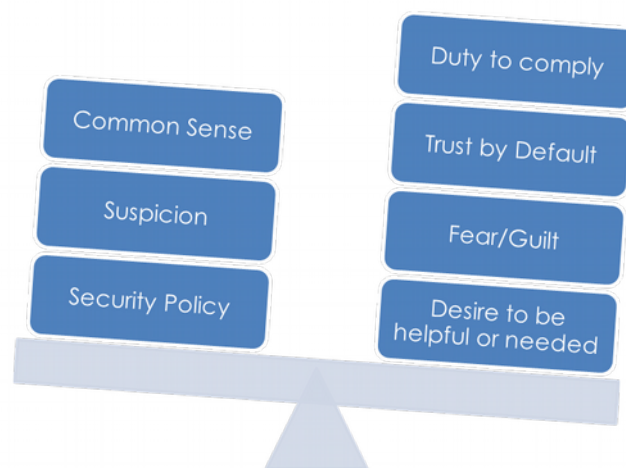 Common Sense
Suspicion
Security Policy
Duty to comply
Trust by Default
Fear/Guilt
Desire to be
helpful or needed